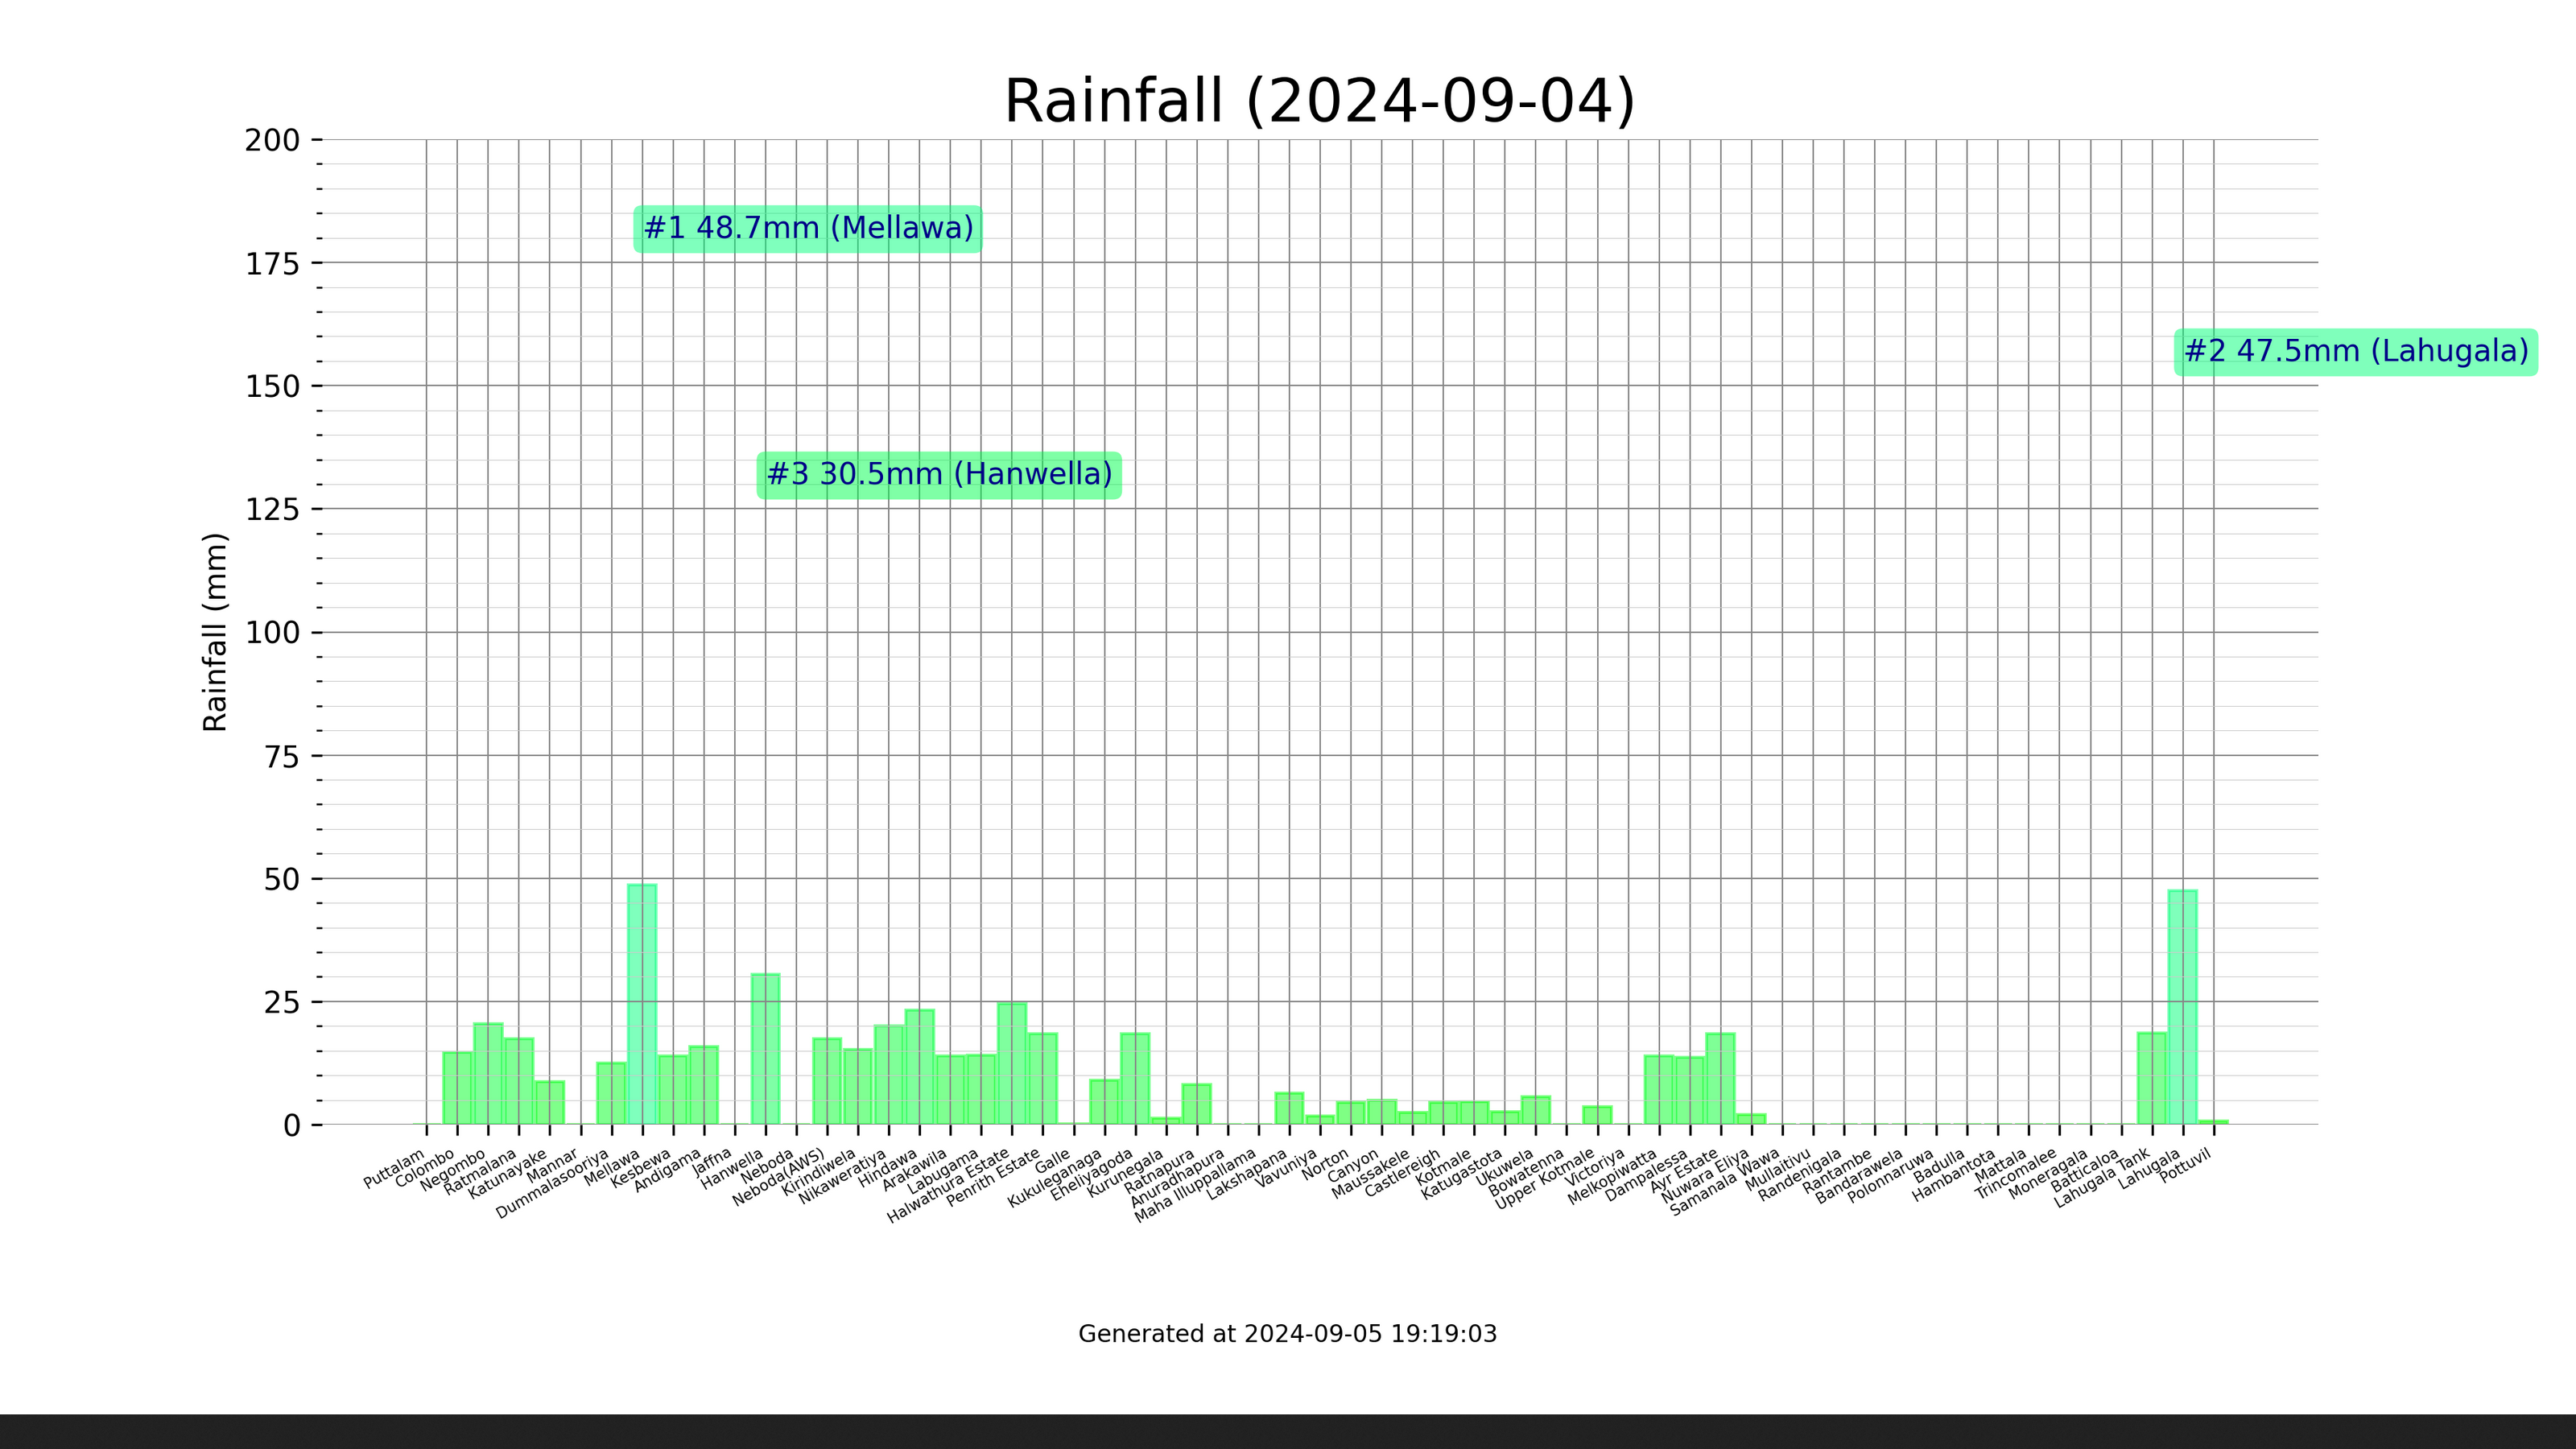 Rainfall (2024-09-04)
200
175
150
125
100
75
50
25
0
Rainfall (mm)
#1 48.7mm (Mellawa)
#2 47.5mm (Lahugala)
#3 30.5mm (Hanwella)
Puttalam
Colombo
Negombo
Ratmalana
Katunayake
Mannar
Dummalasooriya
Mellawa
Kesbewa
Andigama
Jaffna
Hanwella
Neboda
Neboda(AWS)
Kirindiwela
Nikaweratiya
Hindawa
Arakawila
Labugama
Halwathura Estate
Penrith Estate
Galle
Kukuleganaga
Eheliyagoda
Kurunegala
Ratnapura
Anuradhapura
Maha Illuppallama
Lakshapana
Vavuniya
Norton
Canyon
Maussakele
Castlereigh
Kotmale
Katugastota
Ukuwela
Bowatenna
Upper Kotmale
Victoriya
Melkopiwatta
Dampalessa
Ayr Estate
Nuwara Eliya
Samanala Wawa
Mullaitivu
Randenigala
Rantambe
Bandarawela
Polonnaruwa
Badulla
Hambantota
Mattala
Trincomalee
Moneragala
Batticaloa
Lahugala Tank
Lahugala
Pottuvil
Generated at 2024-09-05 19:19:03